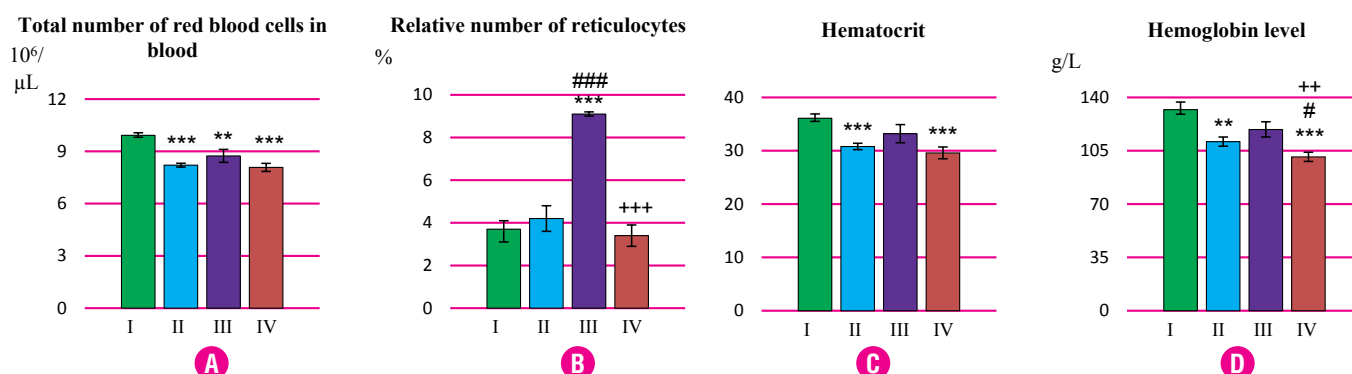 Total number of red blood cells in
blood
10⁶/
µL
12
9
6
3
0
***
**
***
I II III IV
A
Relative number of reticulocytes
%
10
8
6
4
2
0
###
***
+++
I II III IV
B
Hematocrit
40
30
20
10
0
***
***
I II III IV
C
Hemoglobin level
g/L
140
105
70
35
0
**
++
#
***
I II III IV
D